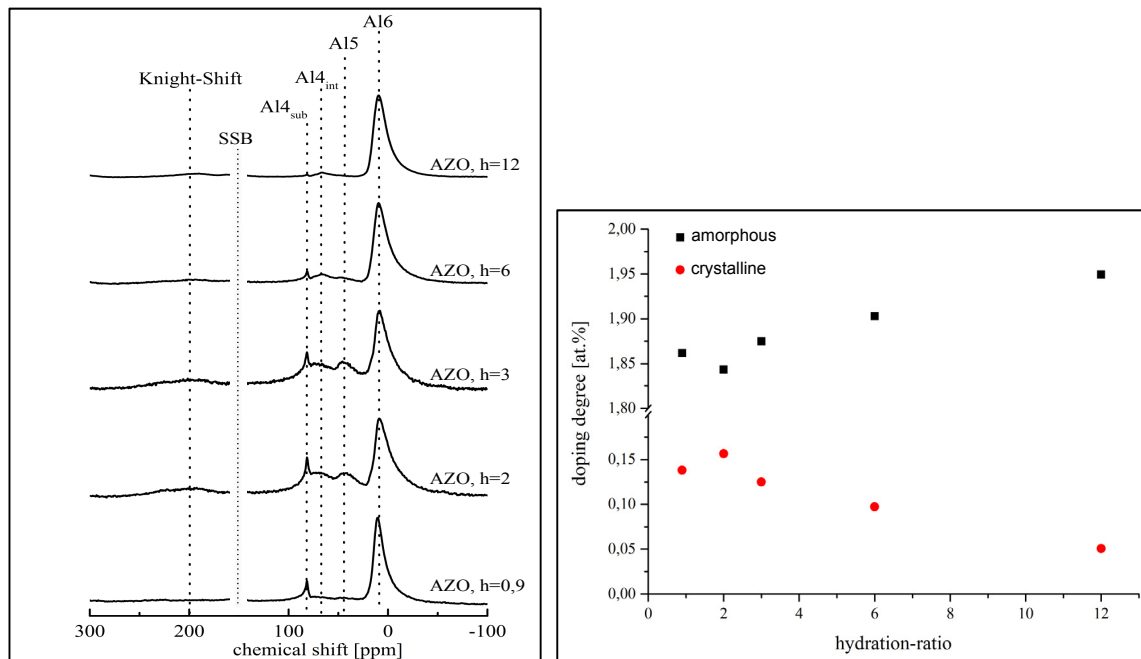 Al6
Al5
Knight-Shift
Al4int
Al4sub
SSB
AZO, h=12
AZO, h=6
AZO, h=3
AZO, h=2
AZO, h=0,9
300 200 100 0 -100
chemical shift [ppm]
2,00
amorphous
crystalline
1,95
1,90
1,85
1,80
0,15
0,10
0,05
0,00
doping degree [at.%]
0 2 4 6 8 10 12
hydration-ratio